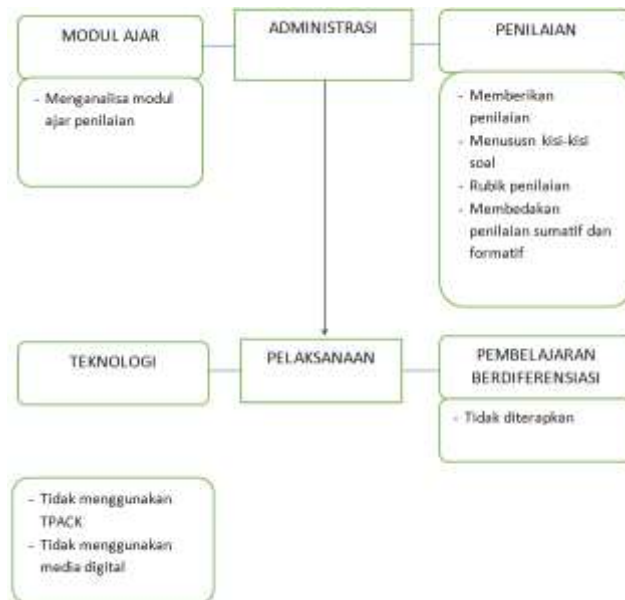 MODUL AJAR
ADMINISTRASI
PENILAIAN
- Menganalisa modul
ajar penilaian
- Memberikan
penilaian
- Menususn kisi-kisi
soal
- Rubik penilaian
- Membedakan
penilaian sumatif dan
formatif
TEKNOLOGI
PELAKSANAAN
PEMBELAJARAN
BERDIFERENSIASI
- Tidak diterapkan
- Tidak menggunakan
TPACK
- Tidak menggunakan
media digital